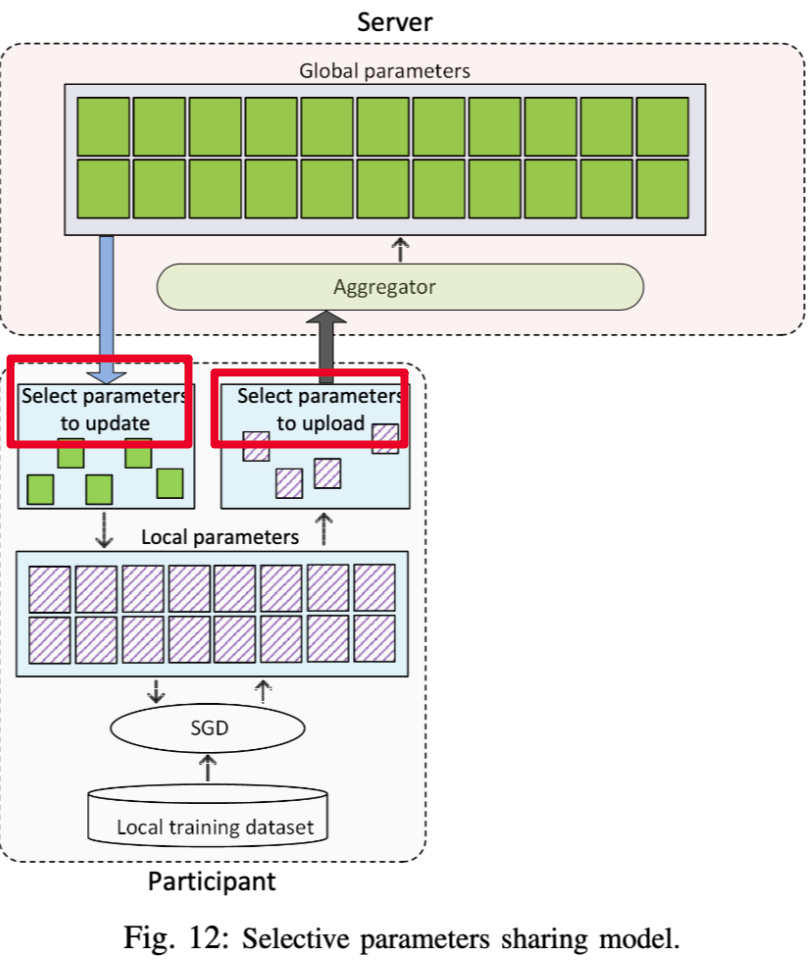 Server
Global parameters
Aggregator
Select parameters
to update
Select parameters
to upload
Local parameters
SGD
Local training dataset
Participant
Fig. 12: Selective parameters sharing model.